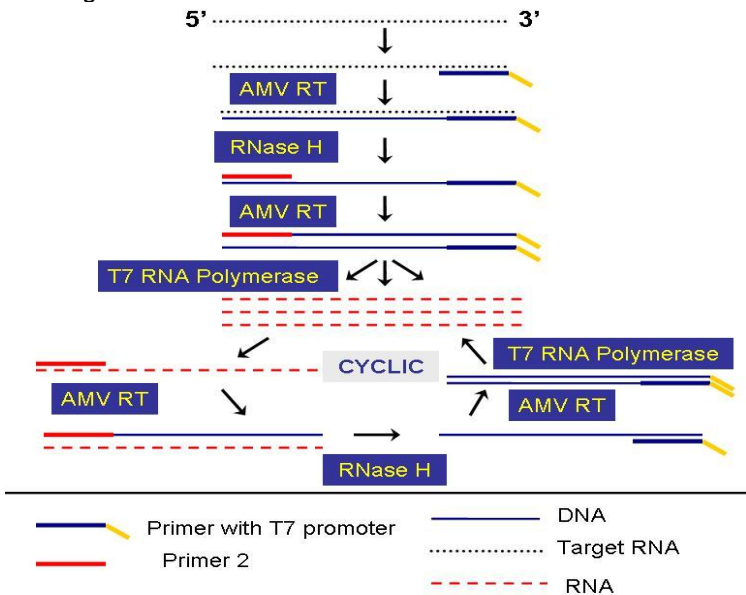 5' 3'
AMV RT
RNase H
AMV RT
T7 RNA Polymerase
CYCLIC
T7 RNA Polymerase
AMV RT
AMV RT
RNase H
Primer with T7 promoter
DNA
Primer 2
Target RNA
RNA